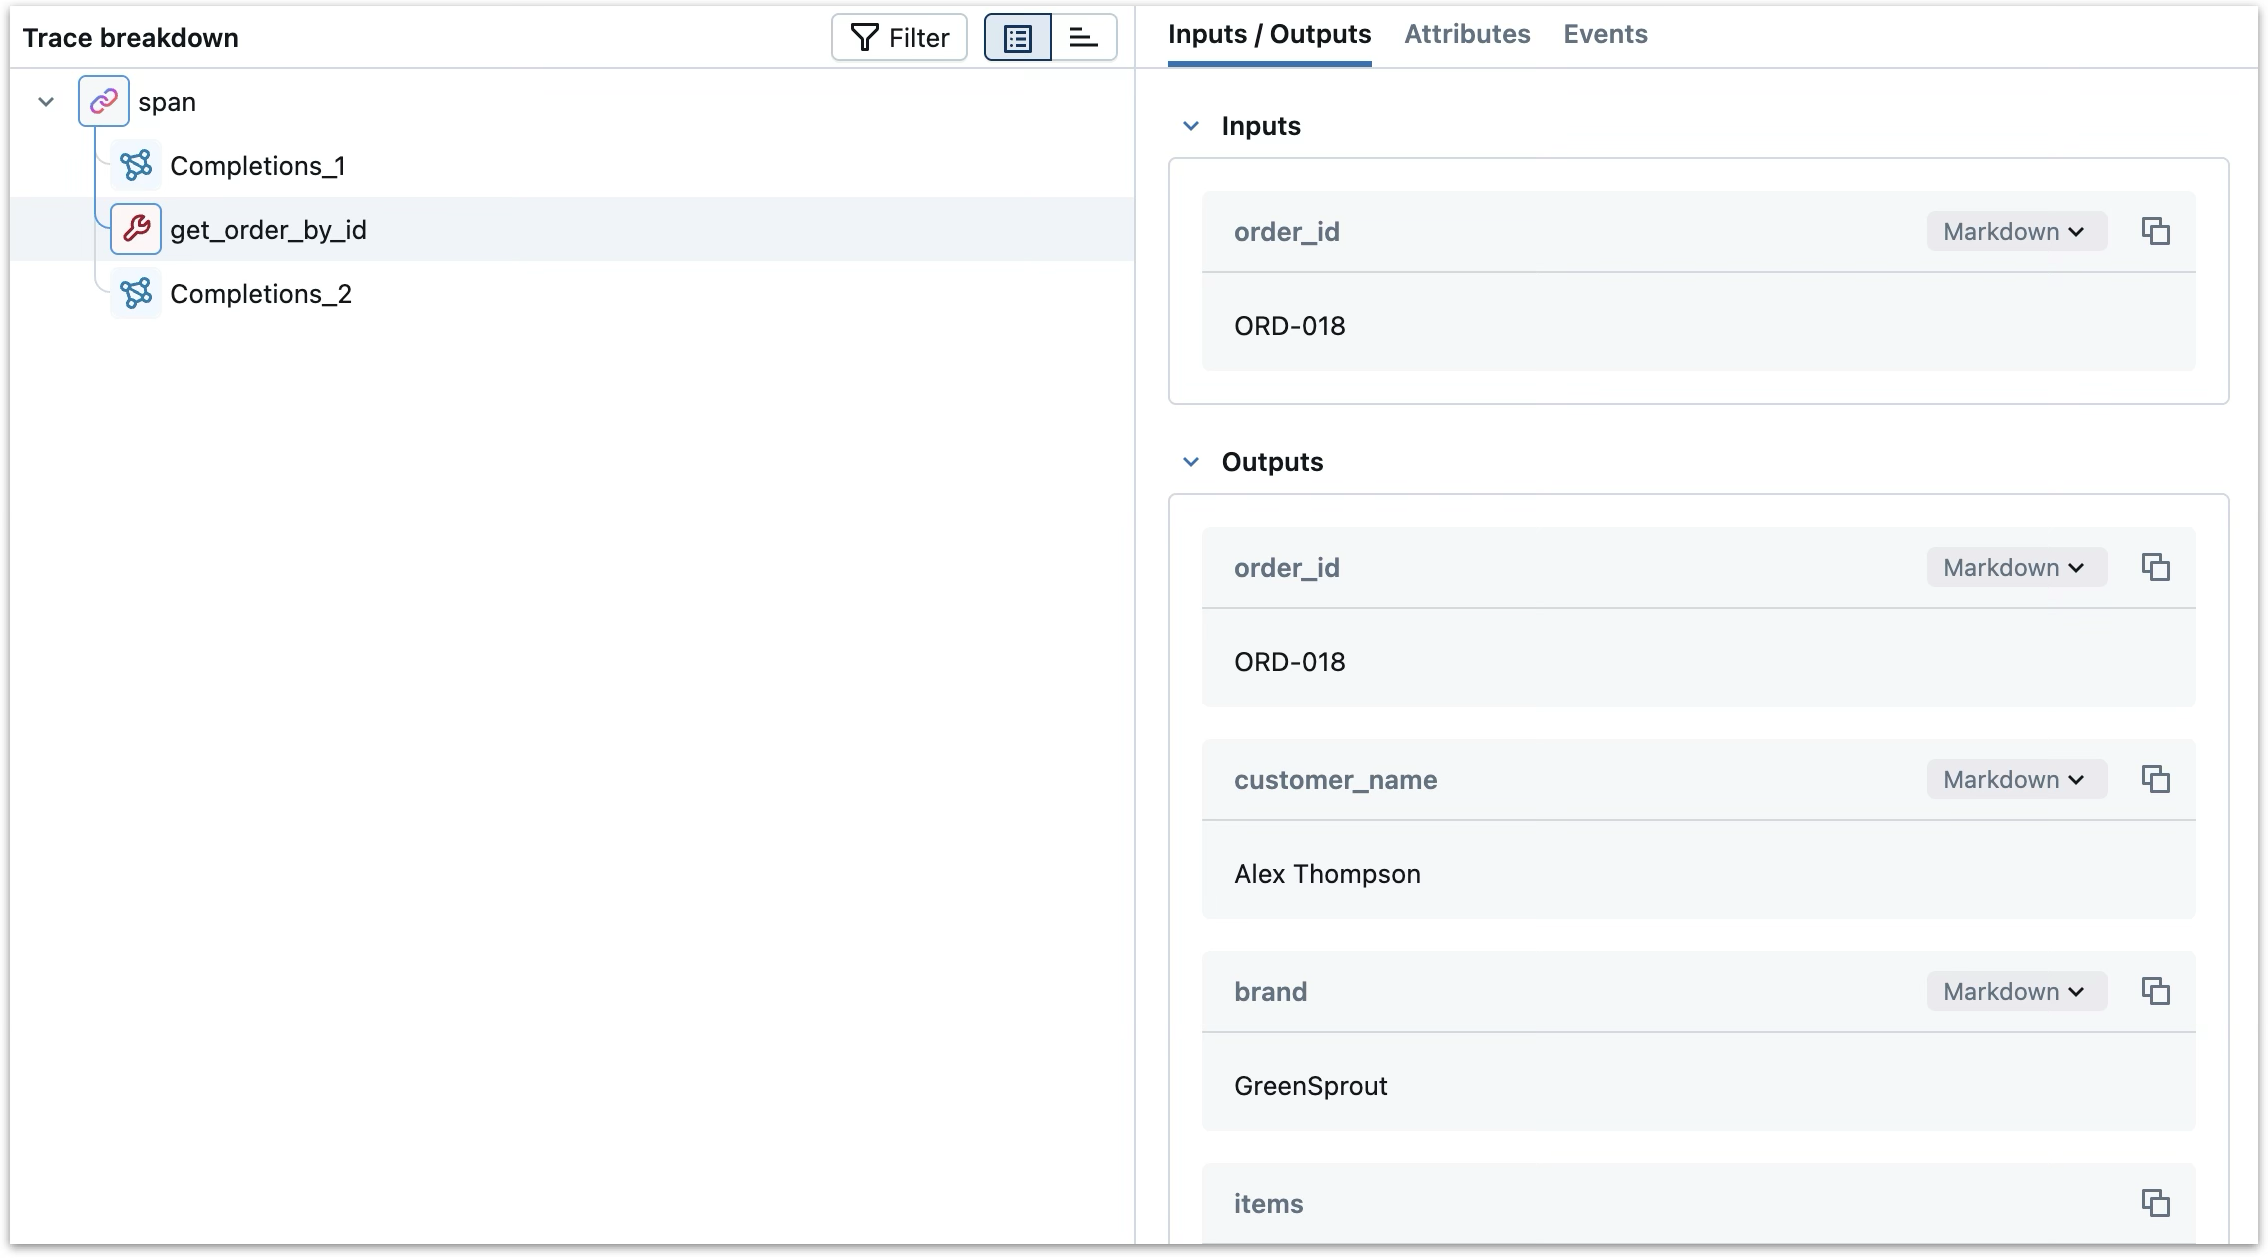 Trace breakdown
Filter
span
Completions_1
get_order_by_id
Completions_2
Inputs / Outputs
Attributes
Events
Inputs
order_id
Markdown
ORD-018
Outputs
order_id
Markdown
ORD-018
customer_name
Markdown
Alex Thompson
brand
Markdown
GreenSprout
items